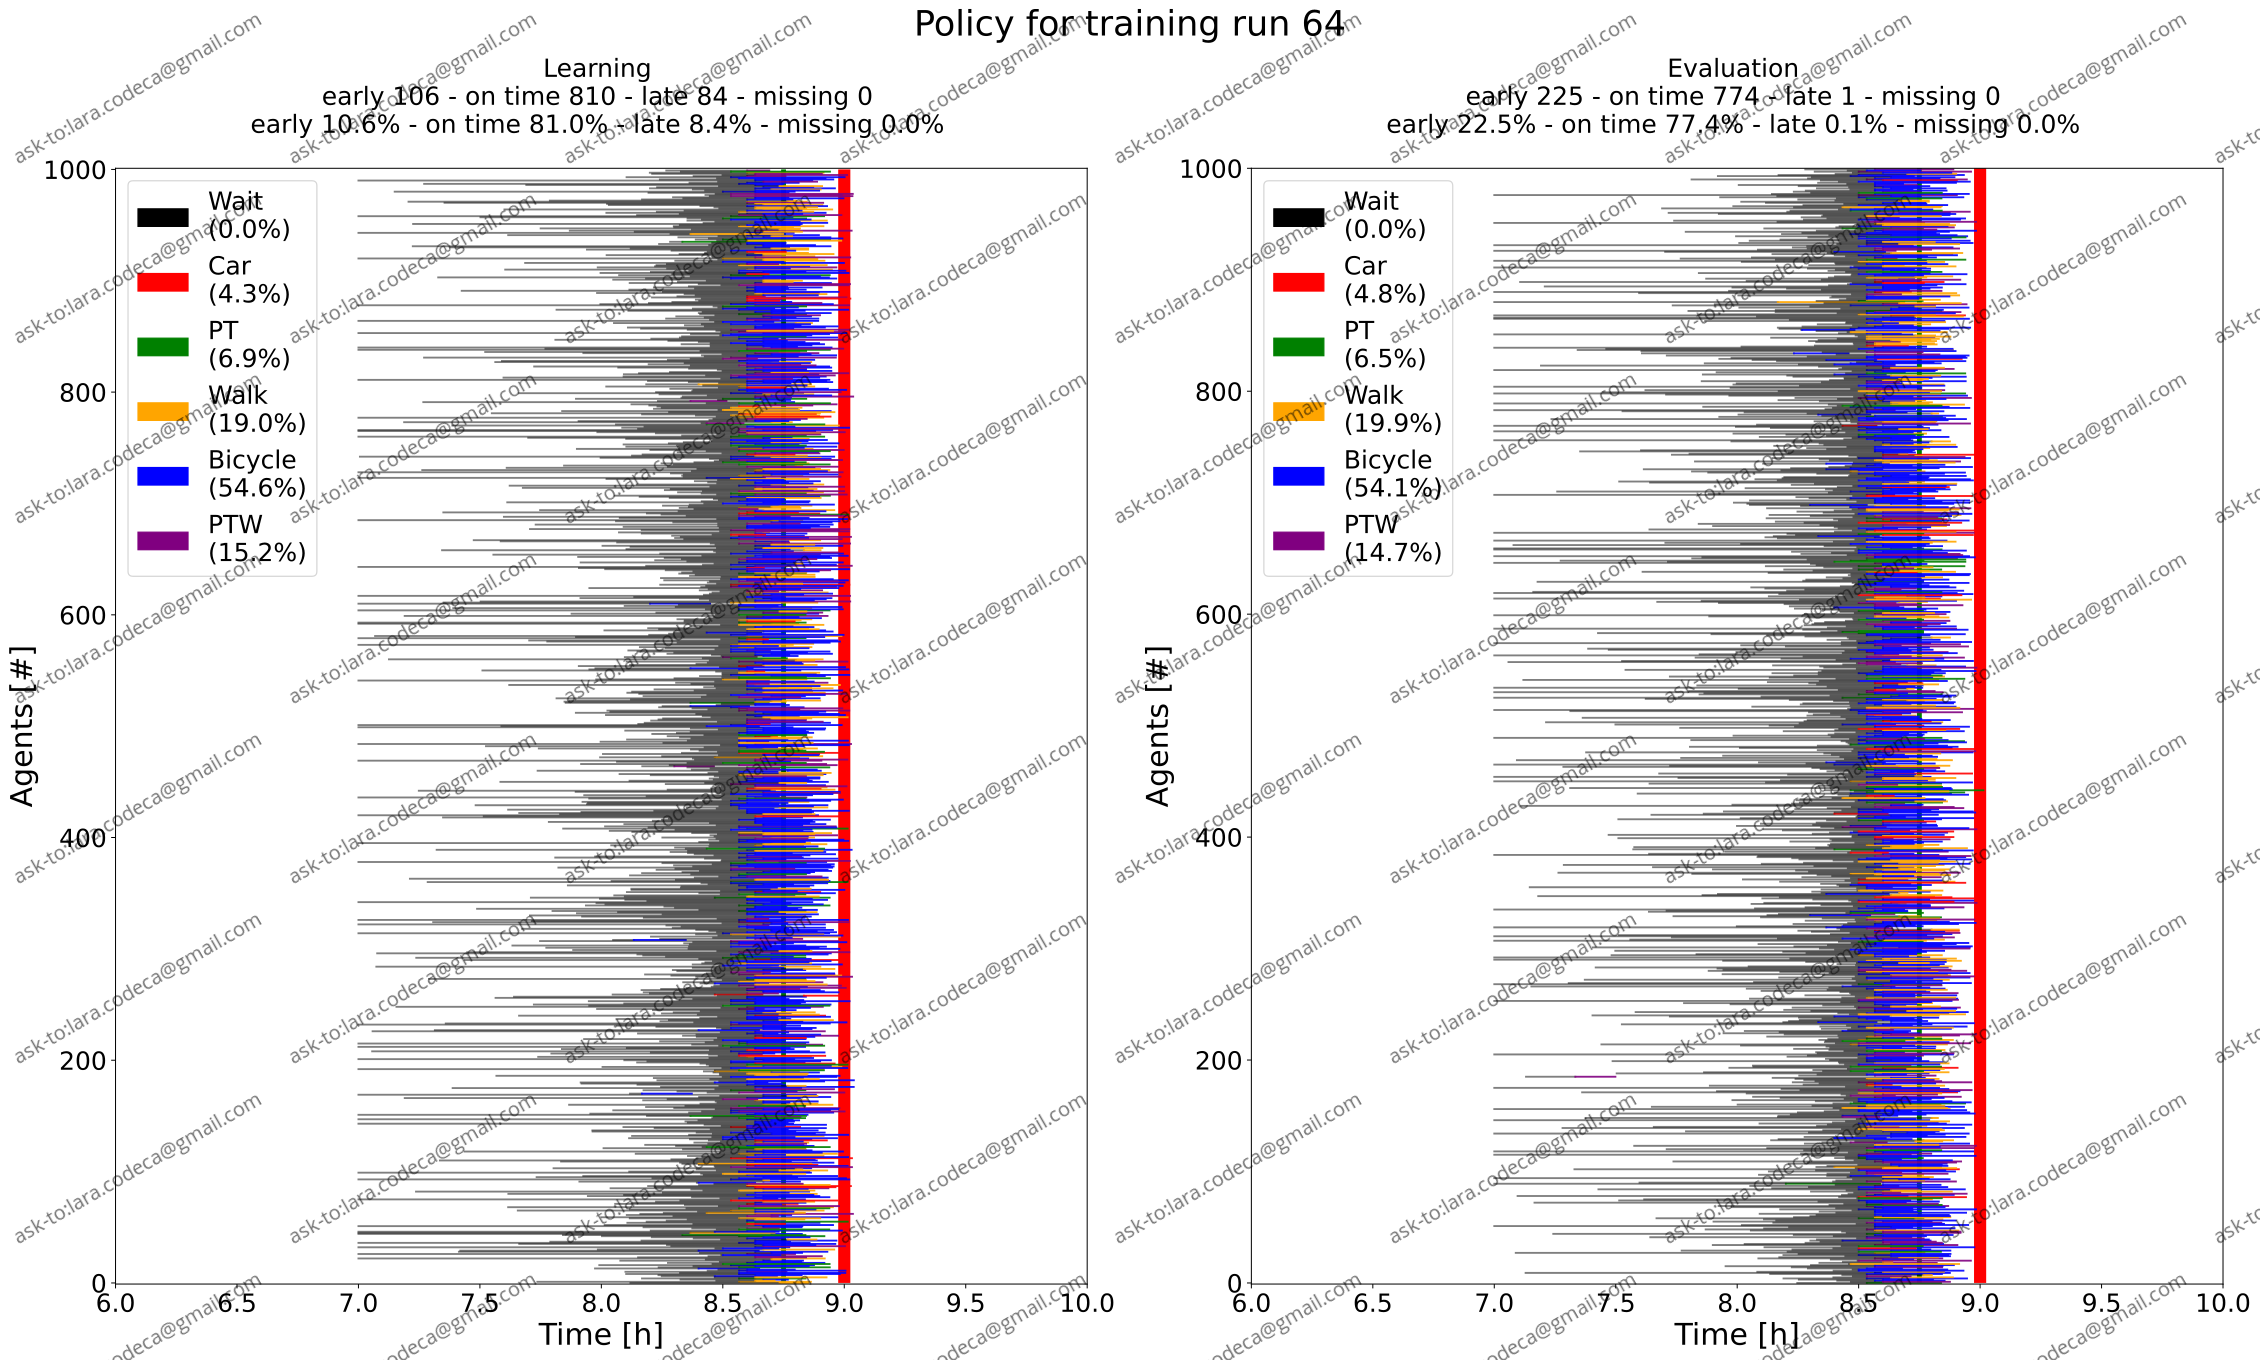 Policy for training run 64
Learning
early 106 - on time 810 - late 84 - missing 0
early 10.6% - on time 81.0% - late 8.4% - missing 0.0%
Agents [#]
1000
800
600
400
200
0
Wait
(0.0%)
Car
(4.3%)
PT
(6.9%)
Walk
(19.0%)
Bicycle
(54.6%)
PTW
(15.2%)
6.0 6.5 7.0 7.5 8.0 8.5 9.0 9.5 10.0
Time [h]
Evaluation
early 225 - on time 774 - late 1 - missing 0
early 22.5% - on time 77.4% - late 0.1% - missing 0.0%
Agents [#]
1000
800
600
400
200
0
Wait
(0.0%)
Car
(4.8%)
PT
(6.5%)
Walk
(19.9%)
Bicycle
(54.1%)
PTW
(14.7%)
6.0 6.5 7.0 7.5 8.0 8.5 9.0 9.5 10.0
Time [h]
ask-to:lara.codeca@gmail.com